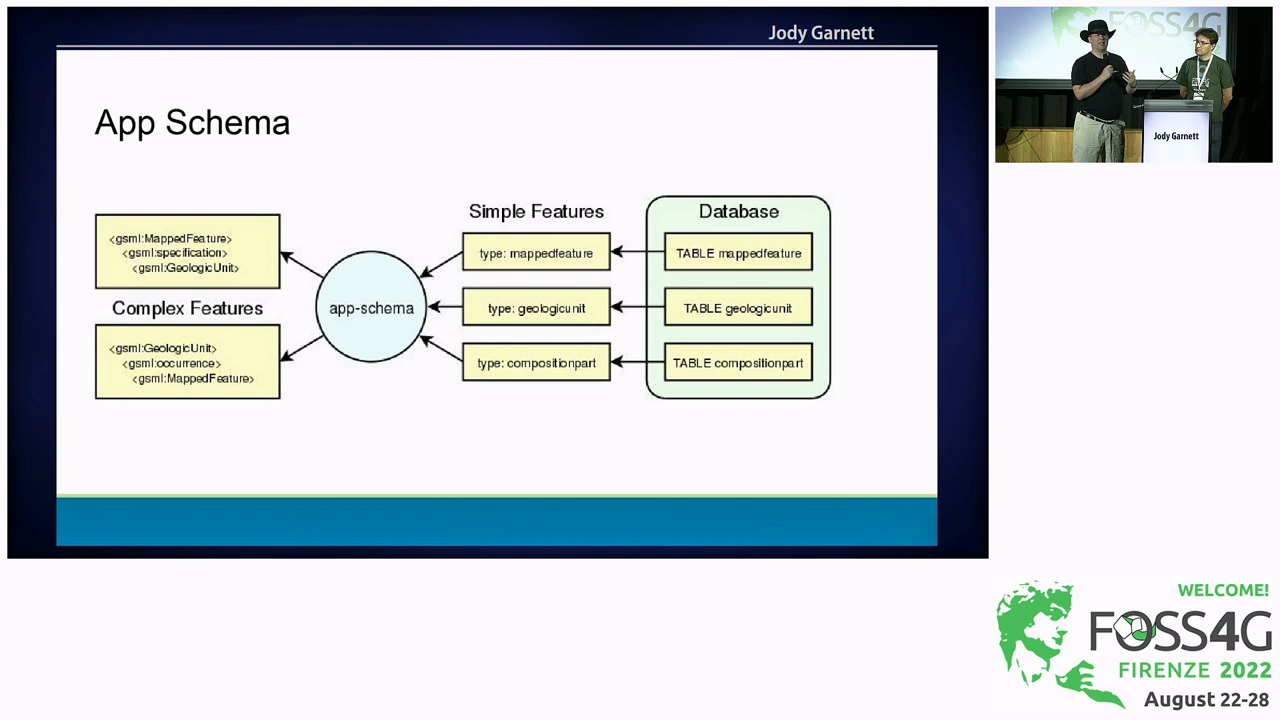 Jody Garnett
App Schema
<gsml:MappedFeature>
<gsml:specification>
<gsml:GeologicUnit>
Complex Features
<gsml:GeologicUnit>
<gsml:occurrence>
<gsml:MappedFeature>
app-schema
Simple Features
type: mappedfeature
type: geologicunit
type: compositionpart
Database
TABLE mappedfeature
TABLE geologicunit
TABLE compositionpart
FOSS4G
Jody Garnett
WELCOME!
FOSS4G
FIRENZE 2022
August 22-28